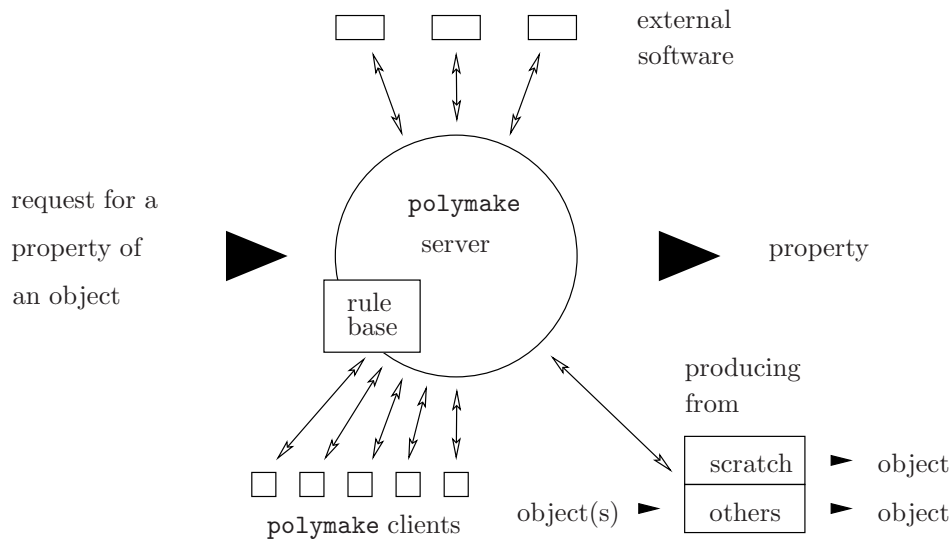 external
software
request for a
property of
an object
polymake
server
property
rule
base
producing
from
scratch
object
object(s)
others
object
polymake clients